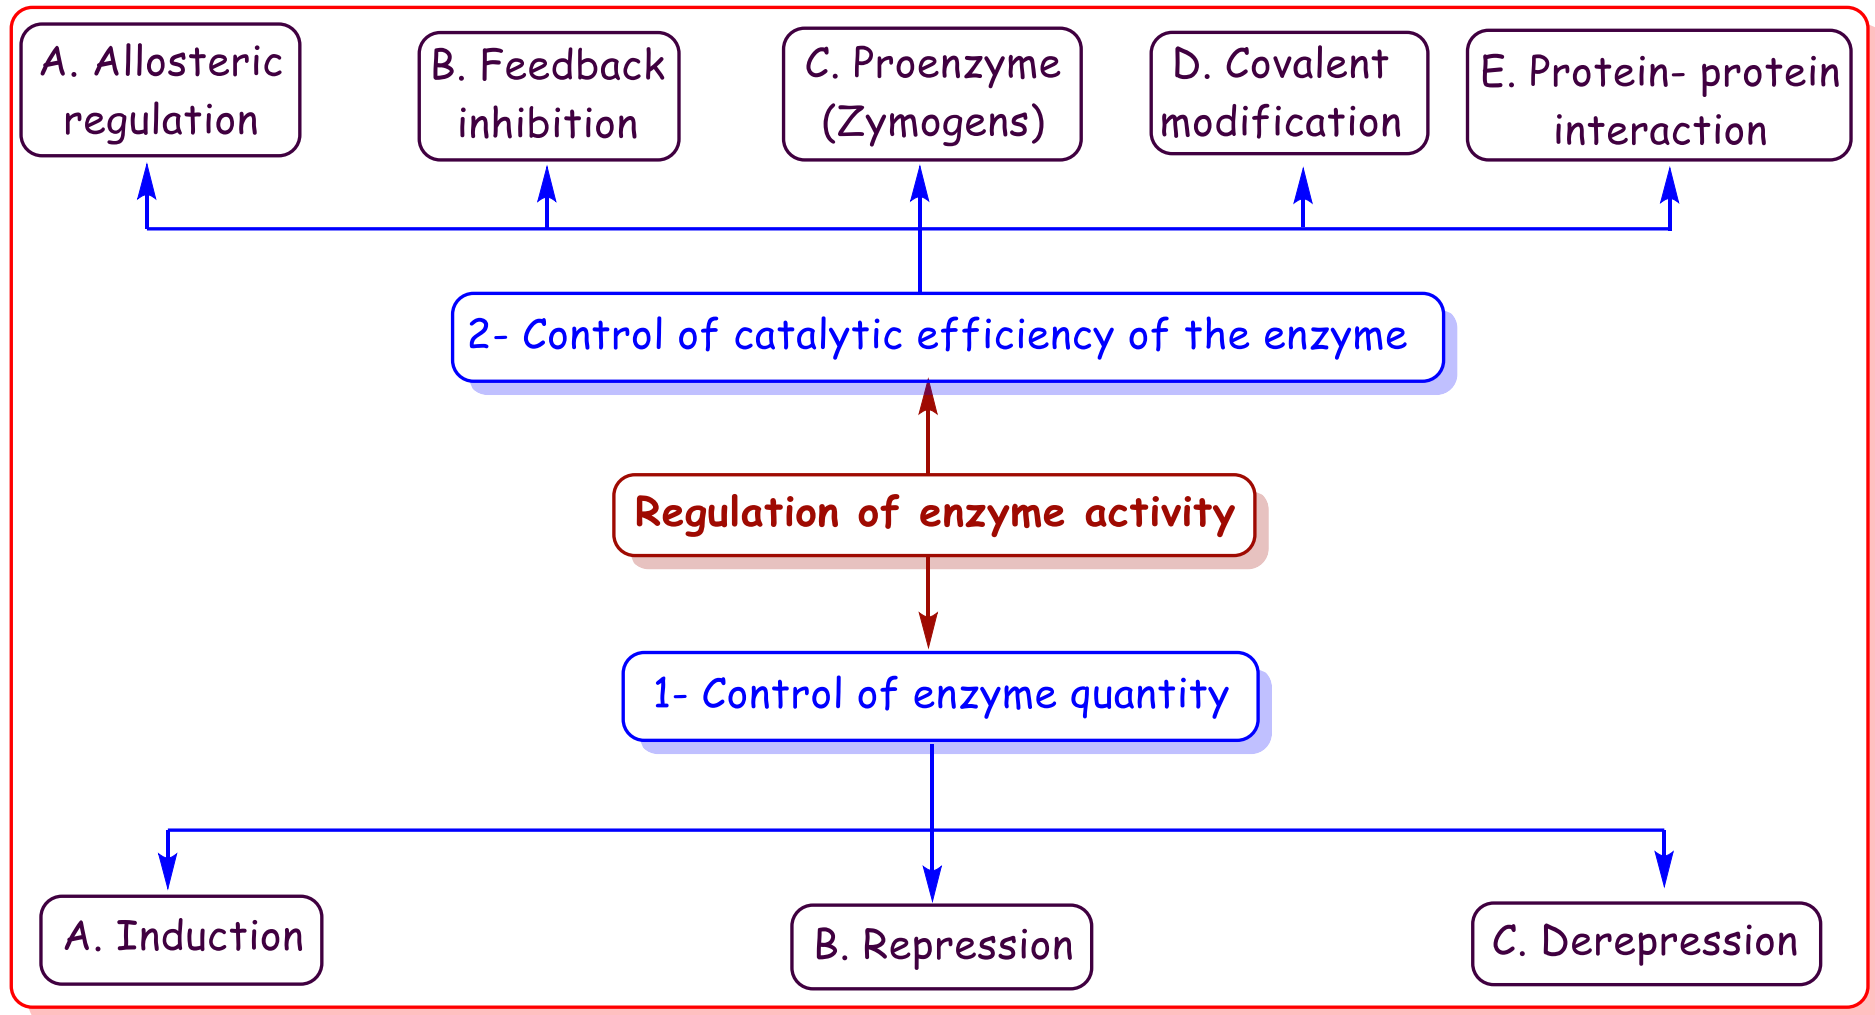 A. Allosteric
regulation
B. Feedback
inhibition
C. Proenzyme
(Zymogens)
D. Covalent
modification
E. Protein- protein
interaction
2- Control of catalytic efficiency of the enzyme
Regulation of enzyme activity
1- Control of enzyme quantity
A. Induction
B. Repression
C. Derepression